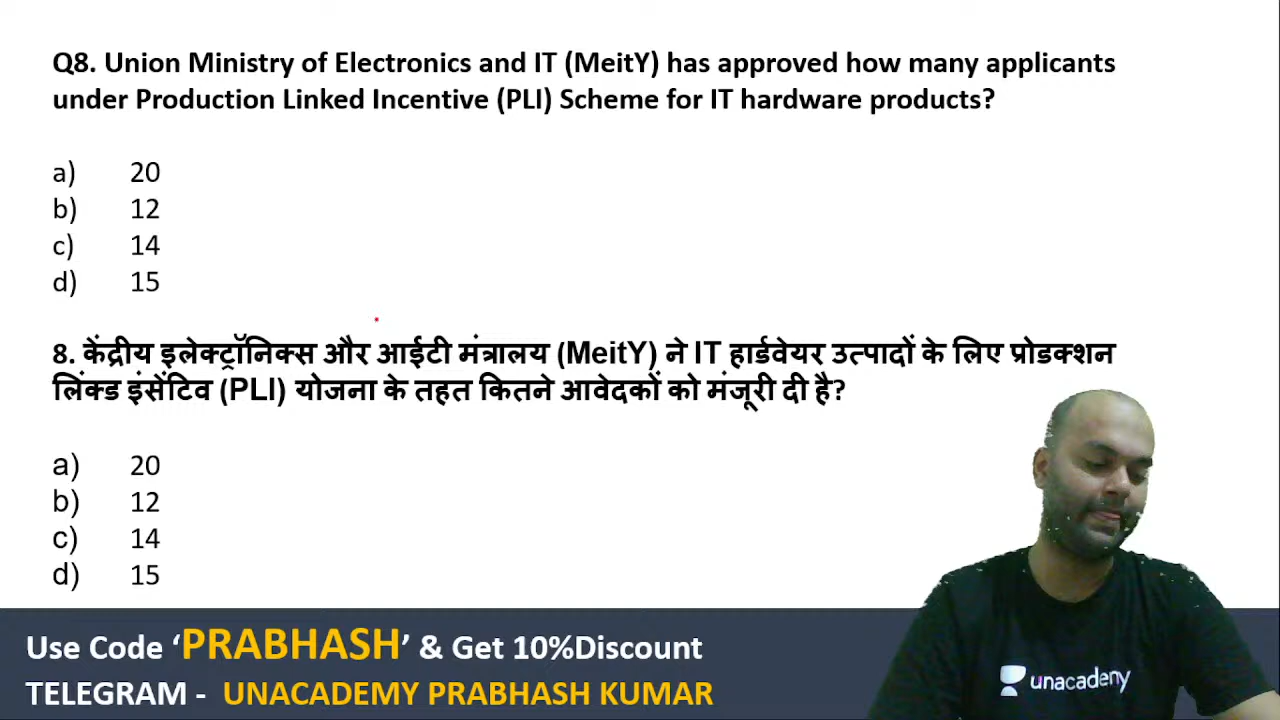 Q8. Union Ministry of Electronics and IT (MeitY) has approved how many applicants
under Production Linked Incentive (PLI) Scheme for IT hardware products?
a) 20
b) 12
c) 14
d) 15
8. केंद्रीय इलेक्ट्रॉनिक्स और आईटी मंत्रालय (MeitY) ने IT हार्डवेयर उत्पादों के लिए प्रोडक्शन
लिंक्ड इंसेंटिव (PLI) योजना के तहत कितने आवेदकों को मंजूरी दी है?
a) 20
b) 12
c) 14
d) 15
Use Code ‘PRABHASH’ & Get 10%Discount
TELEGRAM - UNACADEMY PRABHASH KUMAR
unacademy